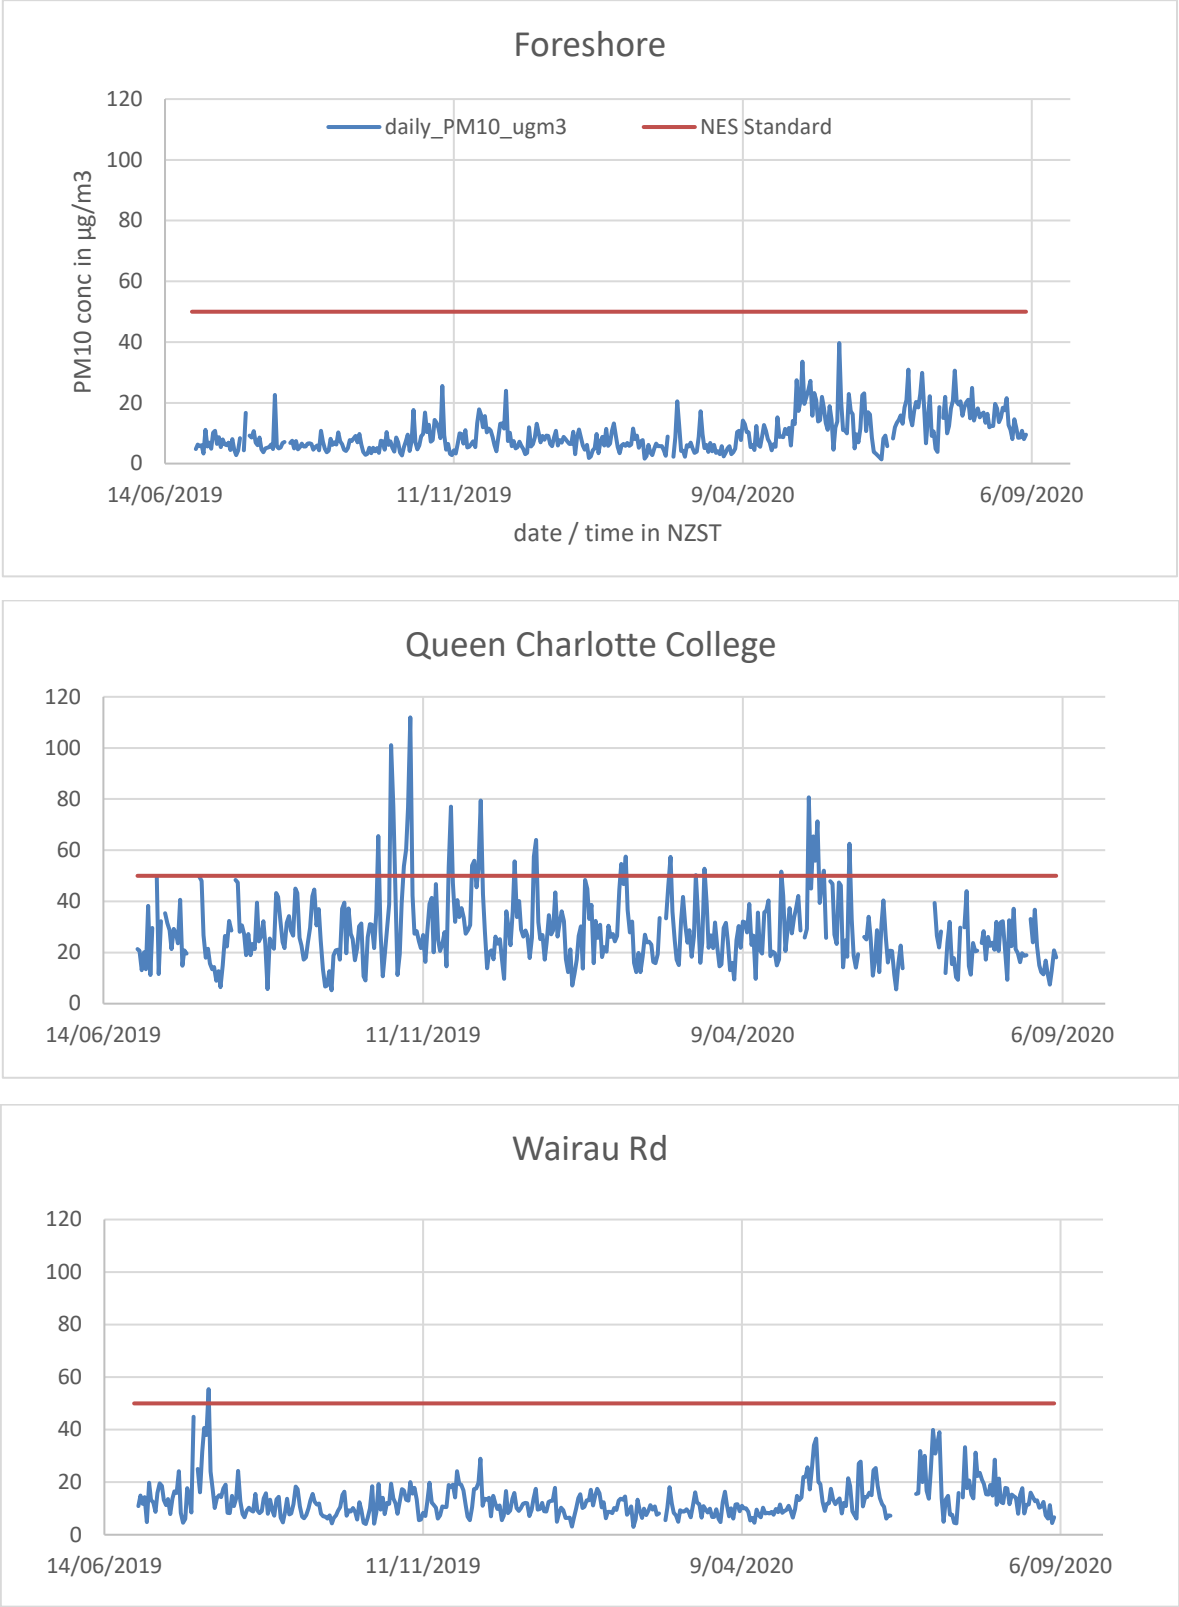 Foreshore
120
daily_PM10_ugm3 NES Standard
100
80
60
40
20
0
PM10 conc in µg/m3
14/06/2019 11/11/2019 9/04/2020 6/09/2020
date / time in NZST
Queen Charlotte College
120
100
80
60
40
20
0
14/06/2019 11/11/2019 9/04/2020 6/09/2020
Wairau Rd
120
100
80
60
40
20
0
14/06/2019 11/11/2019 9/04/2020 6/09/2020